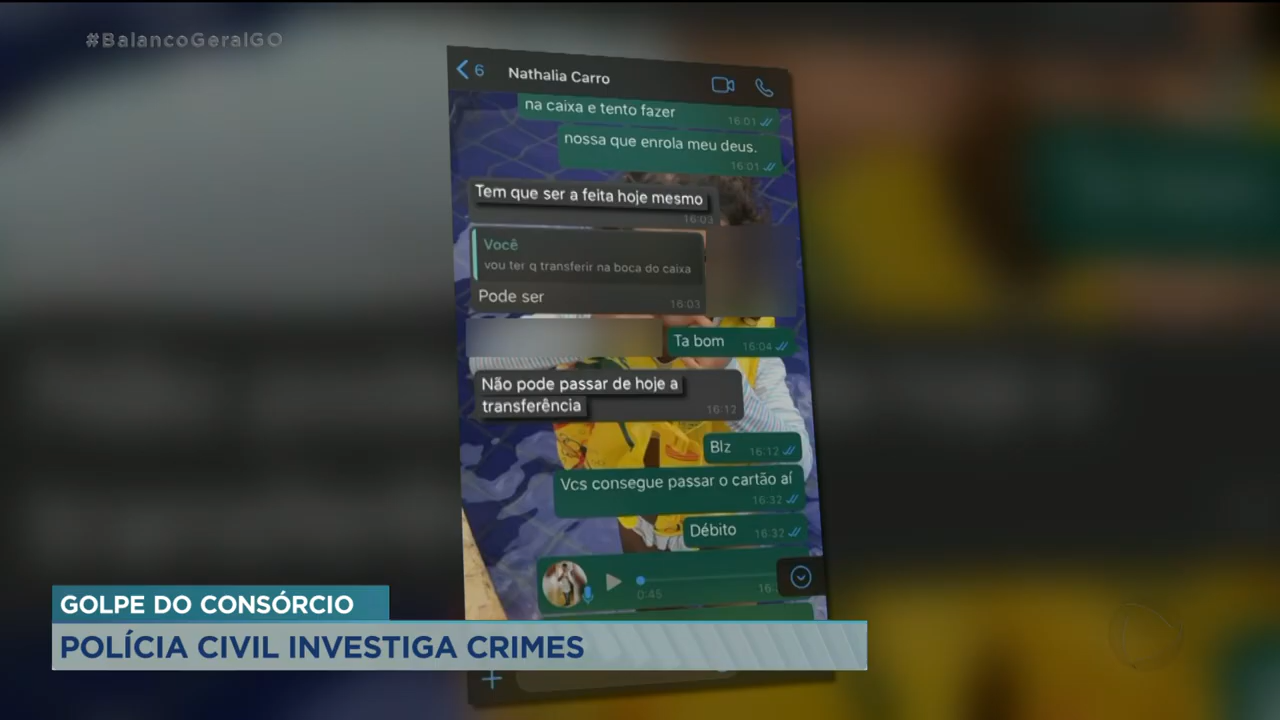 #BalancoGeralGO
6
Nathalia Carro
na caixa e tento fazer
16:01
nossa que enrola meu deus.
16:01
Tem que ser a feita hoje mesmo
16:03
Você
vou ter q transferir na boca do caixa
Pode ser
16:03
Ta bom
16:04
Não pode passar de hoje a
transferência
16:12
Blz
16:12
Vcs consegue passar o cartão aí
16:32
Débito
16:32
0:45
16:
GOLPE DO CONSÓRCIO
POLÍCIA CIVIL INVESTIGA CRIMES